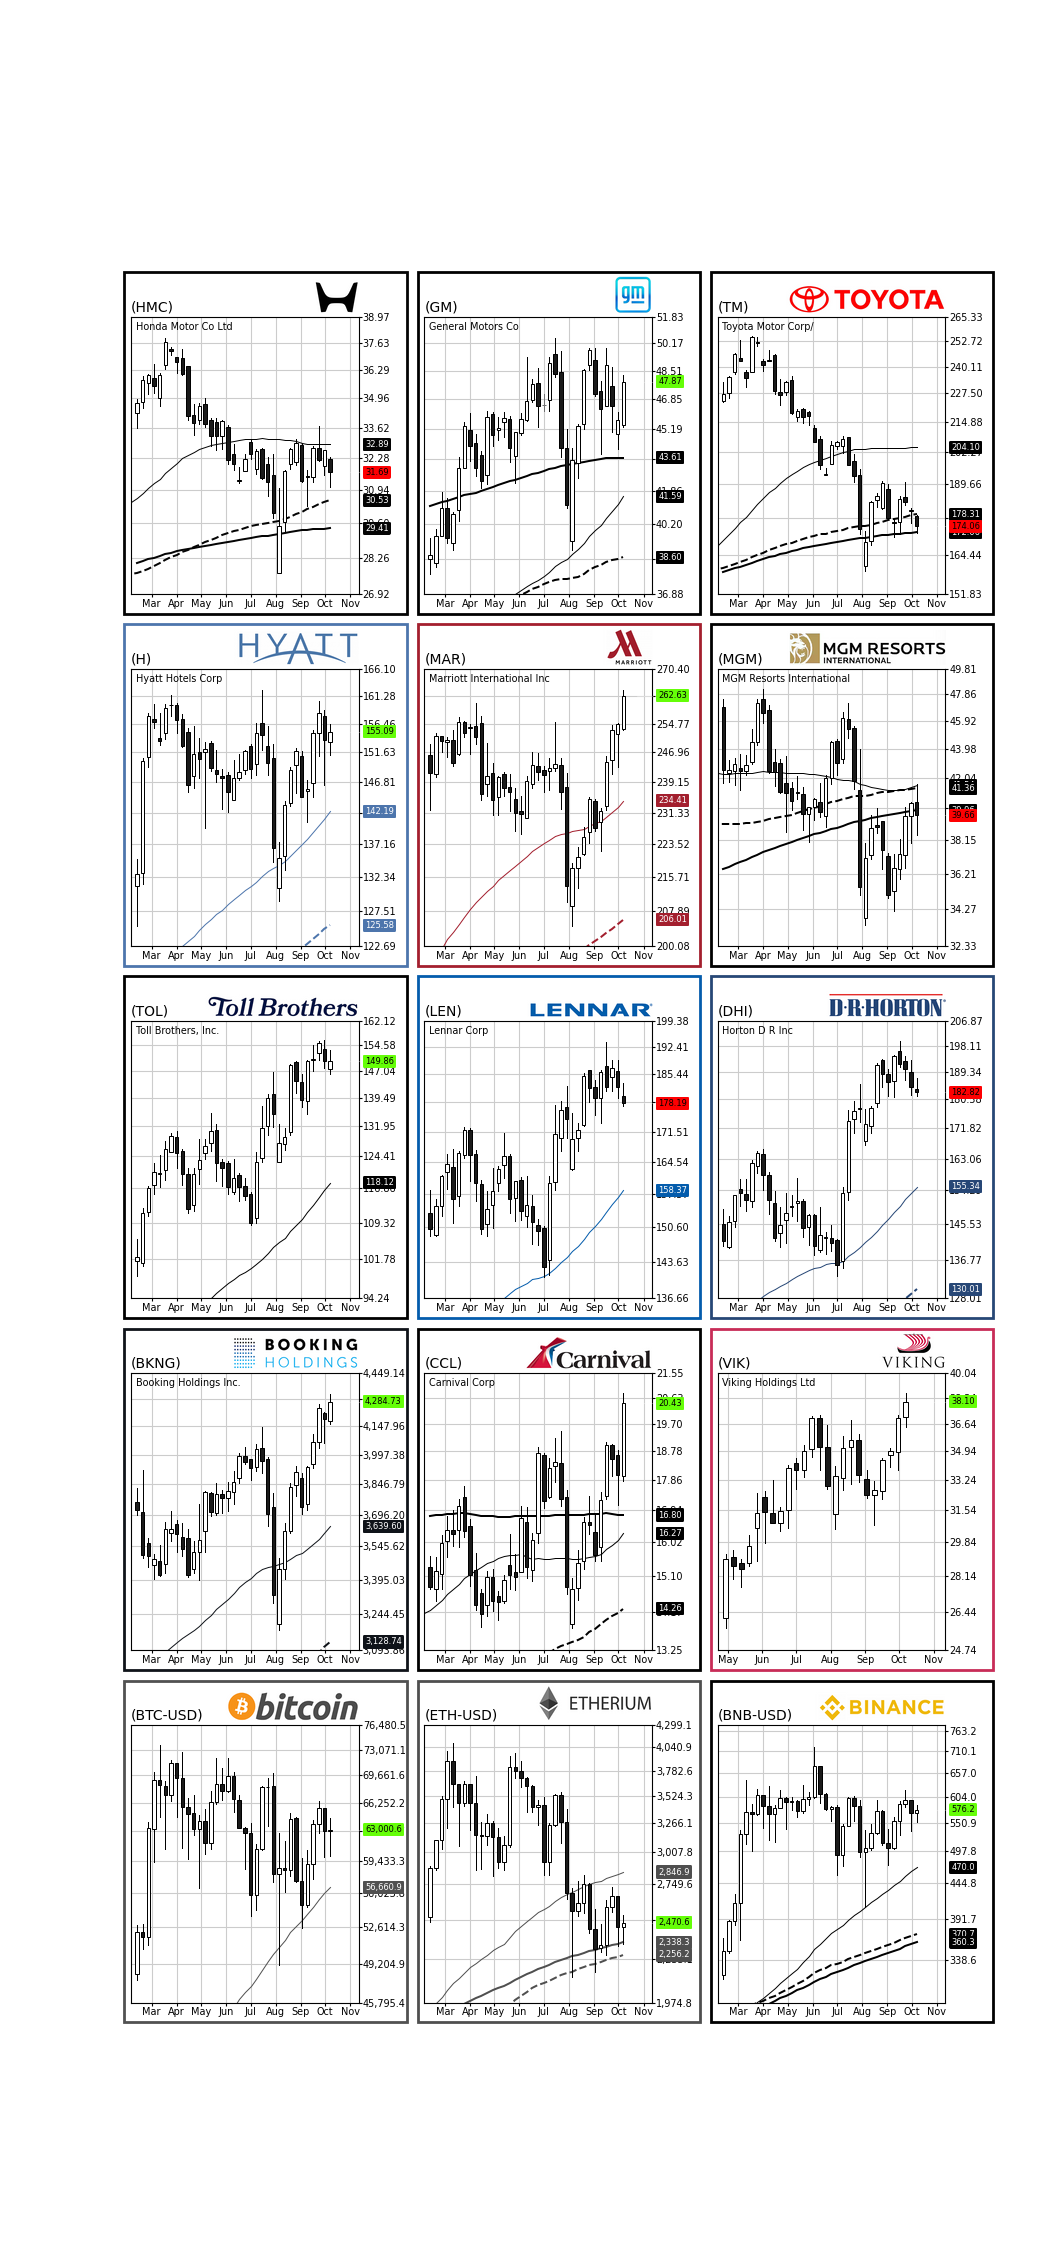 (HMC)
Honda Motor Co Ltd
38.97
37.63
36.29
34.96
33.62
32.89
32.28
31.69
30.94
30.53
29.41
28.26
26.92
Mar Apr May Jun Jul Aug Sep Oct Nov
gm
(GM)
General Motors Co
51.83
50.17
48.51
47.87
46.85
45.19
43.61
41.59
40.20
38.60
36.88
Mar Apr May Jun Jul Aug Sep Oct Nov
TOYOTA
(TM)
Toyota Motor Corp/
265.33
252.72
240.11
227.50
214.88
204.10
189.66
178.31
174.06
164.44
151.83
Mar Apr May Jun Jul Aug Sep Oct Nov
HYATT
(H)
Hyatt Hotels Corp
166.10
161.28
156.46
155.09
151.63
146.81
142.19
137.16
132.34
127.51
125.58
122.69
Mar Apr May Jun Jul Aug Sep Oct Nov
MARRIOTT
(MAR)
Marriott International Inc
270.40
262.63
254.77
246.96
239.15
234.41
231.33
223.52
215.71
207.89
206.01
200.08
Mar Apr May Jun Jul Aug Sep Oct Nov
MGM RESORTS
INTERNATIONAL
(MGM)
MGM Resorts International
49.81
47.86
45.92
43.98
42.04
41.36
39.66
38.15
36.21
34.27
32.33
Mar Apr May Jun Jul Aug Sep Oct Nov
Toll Brothers
(TOL)
Toll Brothers, Inc.
162.12
154.58
149.86
147.04
139.49
131.95
124.41
118.12
109.32
101.78
94.24
Mar Apr May Jun Jul Aug Sep Oct Nov
LENNAR
(LEN)
Lennar Corp
199.38
192.41
185.44
178.19
171.51
164.54
158.37
150.60
143.63
136.66
Mar Apr May Jun Jul Aug Sep Oct Nov
D·R·HORTON
(DHI)
Horton D R Inc
206.87
198.11
189.34
182.82
171.82
163.06
155.34
145.53
136.77
130.01
128.01
Mar Apr May Jun Jul Aug Sep Oct Nov
BOOKING
HOLDINGS
(BKNG)
Booking Holdings Inc.
4,449.14
4,284.73
4,147.96
3,997.38
3,846.79
3,696.20
3,639.60
3,545.62
3,395.03
3,244.45
3,128.74
Mar Apr May Jun Jul Aug Sep Oct Nov
Carnival
(CCL)
Carnival Corp
21.55
20.43
19.70
18.78
17.86
16.80
16.27
16.02
15.10
14.26
13.25
Mar Apr May Jun Jul Aug Sep Oct Nov
VIKING
(VIK)
Viking Holdings Ltd
40.04
38.10
36.64
34.94
33.24
31.54
29.84
28.14
26.44
24.74
May Jun Jul Aug Sep Oct Nov
bitcoin
(BTC-USD)
76,480.5
73,071.1
69,661.6
66,252.2
63,000.6
59,433.3
56,660.9
52,614.3
49,204.9
45,795.4
Mar Apr May Jun Jul Aug Sep Oct Nov
ETHERIUM
(ETH-USD)
4,299.1
4,040.9
3,782.6
3,524.3
3,266.1
3,007.8
2,846.9
2,749.6
2,470.6
2,338.3
2,256.2
1,974.8
Mar Apr May Jun Jul Aug Sep Oct Nov
BINANCE
(BNB-USD)
763.2
710.1
657.0
604.0
576.2
550.9
497.8
470.0
444.8
391.7
370.7
360.3
338.6
Mar Apr May Jun Jul Aug Sep Oct Nov